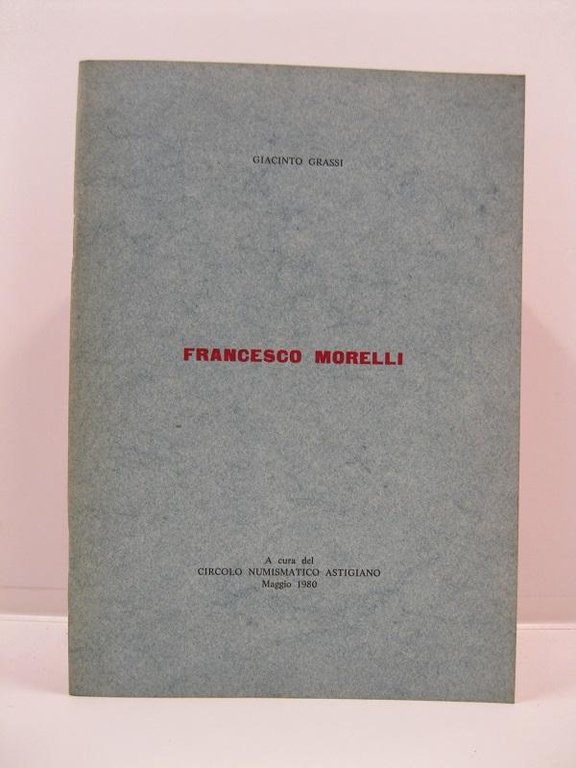 GIACINTO GRASSI
FRANCESCO MORELLI
A cura del
CIRCOLO NUMISMATICO ASTIGIANO
Maggio 1980